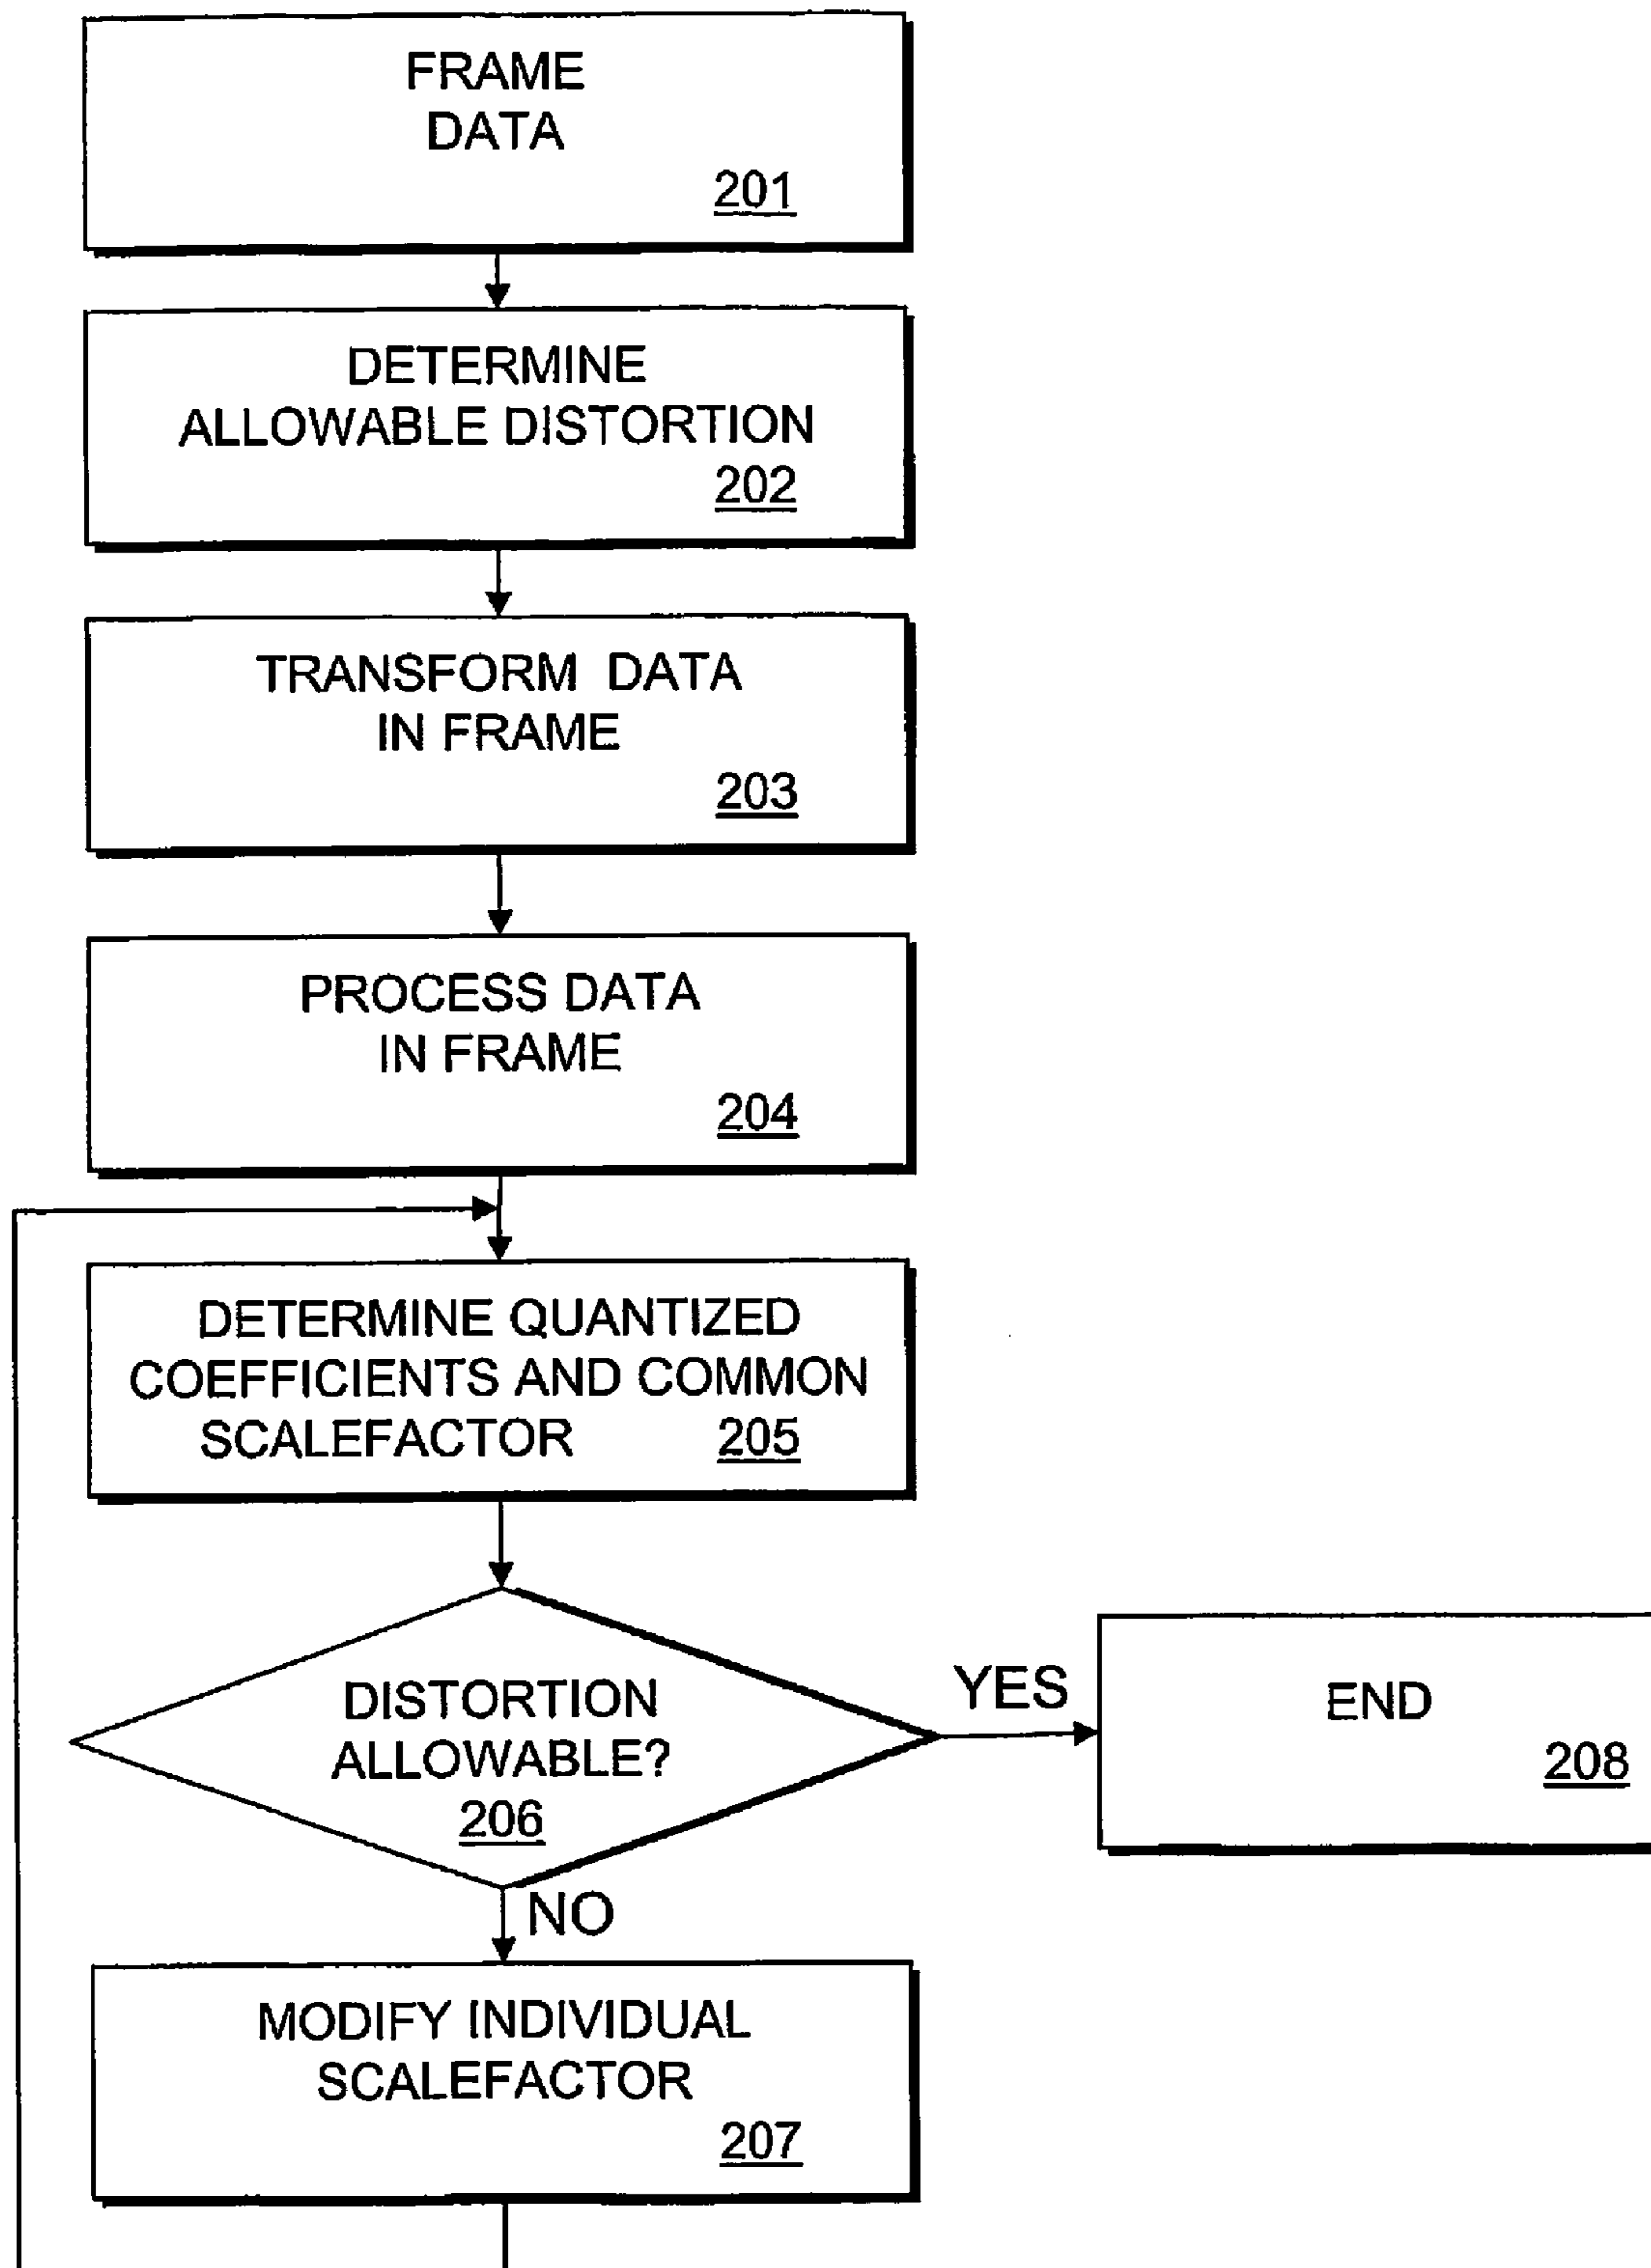 FRAME
DATA
201
DETERMINE
ALLOWABLE DISTORTION
202
TRANSFORM DATA
IN FRAME
203
PROCESS DATA
IN FRAME
204
DETERMINE QUANTIZED
COEFFICIENTS AND COMMON
SCALEFACTOR 205
DISTORTION
ALLOWABLE?
206
YES
END
208
NO
MODIFY INDIVIDUAL
SCALEFACTOR
207